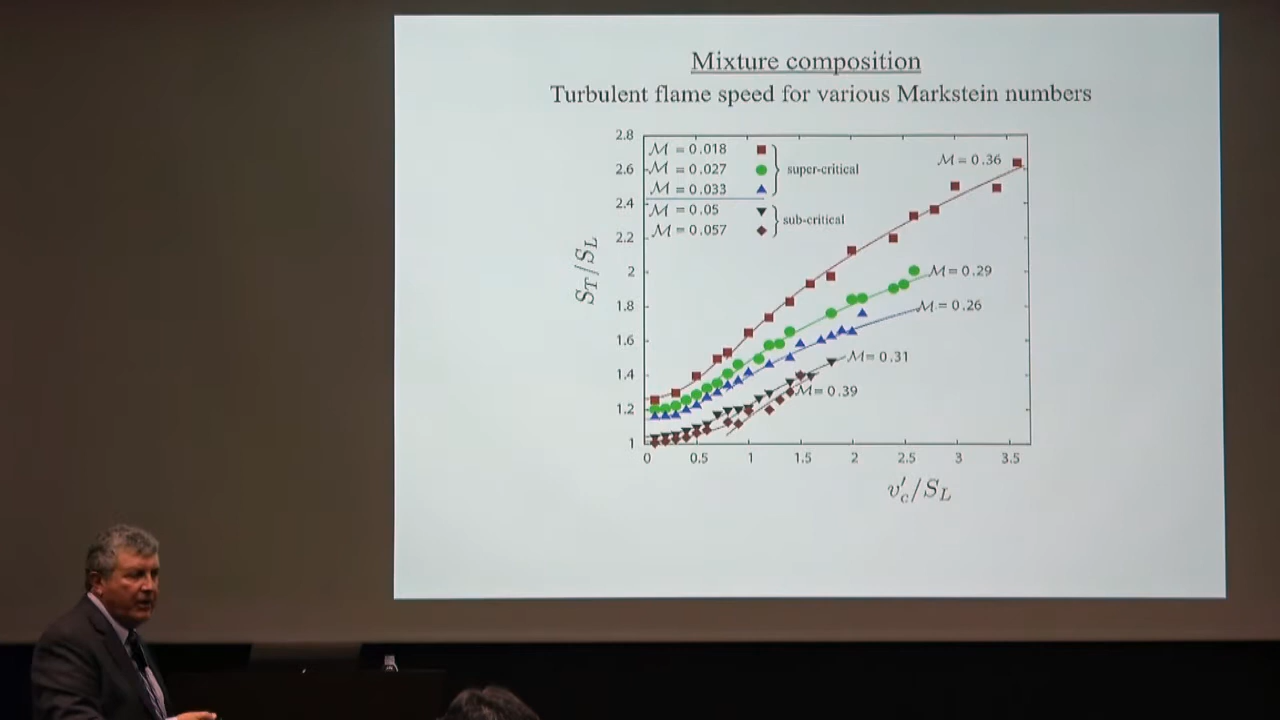 Mixture composition
Turbulent flame speed for various Markstein numbers
2.8
2.6
2.4
2.2
2
1.8
1.6
1.4
1.2
1
S_T/S_L
ℳ = 0.018
ℳ = 0.027
ℳ = 0.033
super-critical
ℳ = 0.05
ℳ = 0.057
sub-critical
ℳ = 0.36
ℳ = 0.29
ℳ = 0.26
ℳ = 0.31
ℳ = 0.39
0 0.5 1 1.5 2 2.5 3 3.5
v′_c/S_L